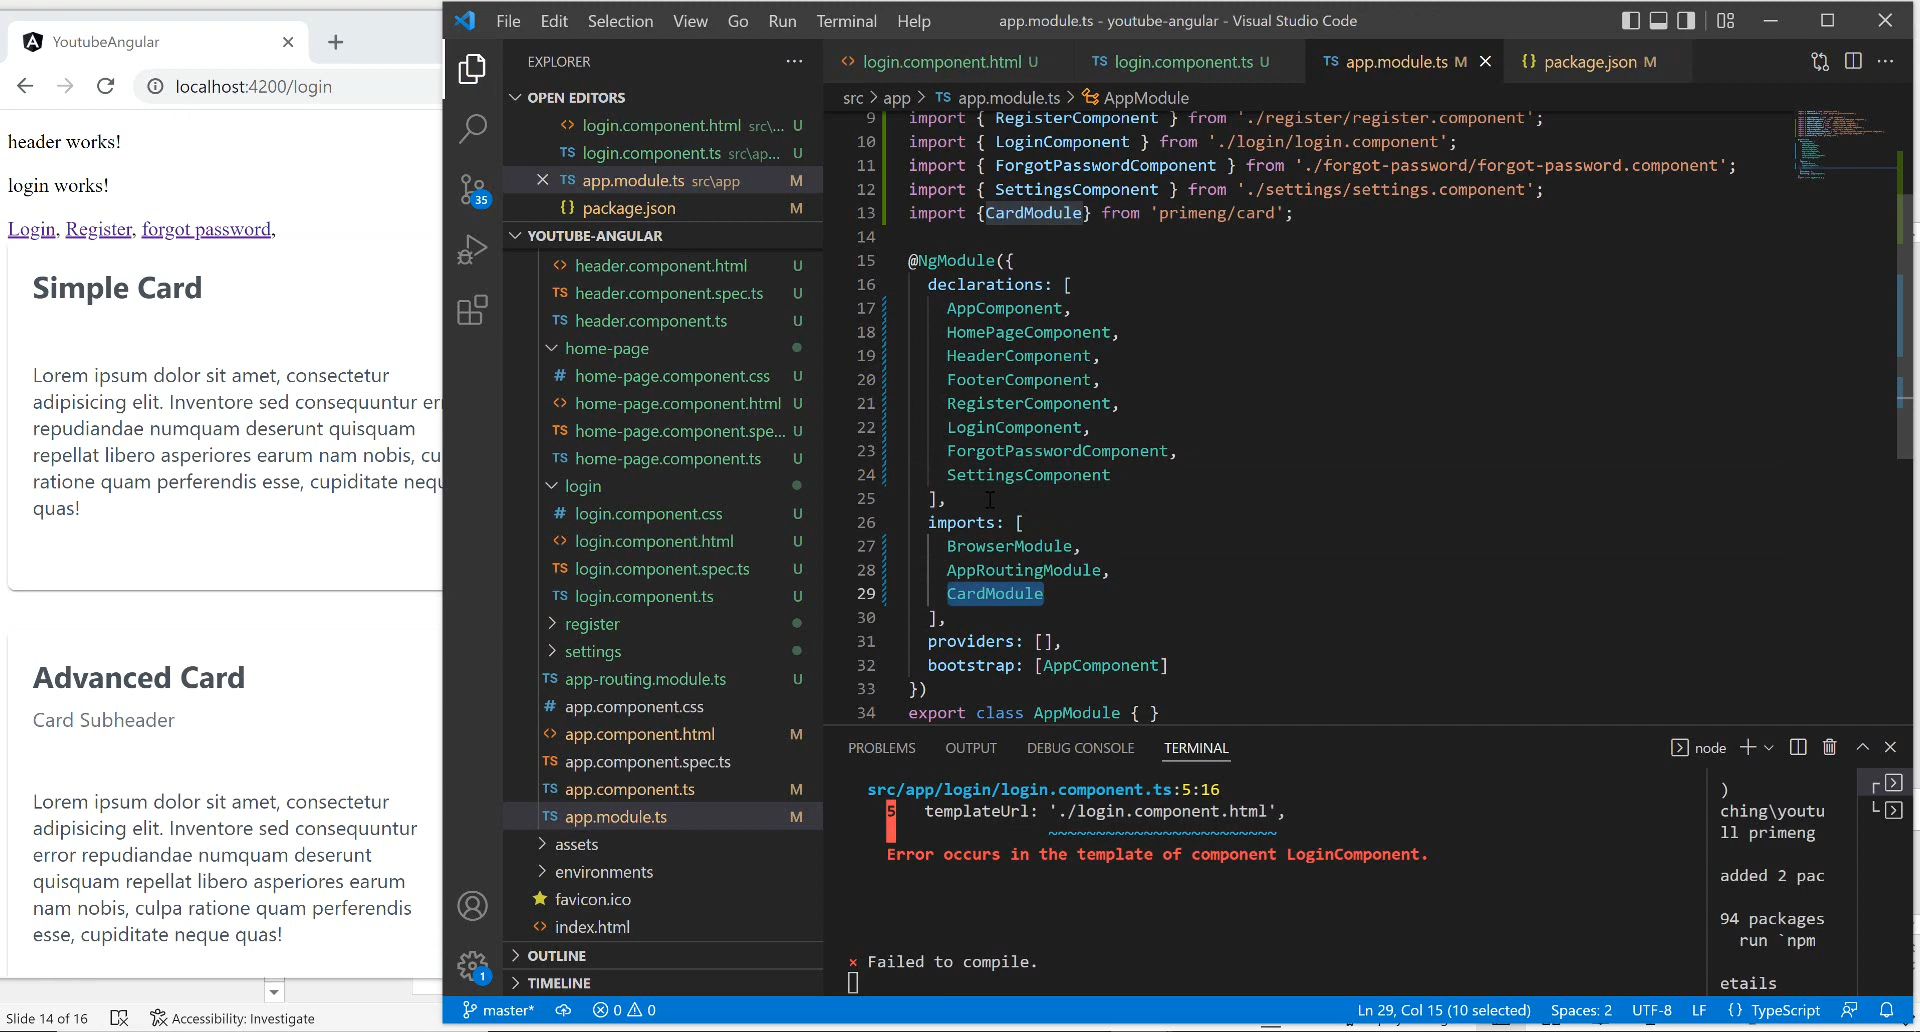 YoutubeAngular
localhost:4200/login
header works!
login works!
Login, Register, forgot password,
Simple Card
Lorem ipsum dolor sit amet, consectetur
adipisicing elit. Inventore sed consequuntur er
repudiandae numquam deserunt quisquam
repellat libero asperiores earum nam nobis, cu
ratione quam perferendis esse, cupiditate nequ
quas!
Advanced Card
Card Subheader
Lorem ipsum dolor sit amet, consectetur
adipisicing elit. Inventore sed consequuntur
error repudiandae numquam deserunt
quisquam repellat libero asperiores earum
nam nobis, culpa ratione quam perferendis
esse, cupiditate neque quas!
Slide 14 of 16 Accessibility: Investigate
File Edit Selection View Go Run Terminal Help
app.module.ts - youtube-angular - Visual Studio Code
35
1
EXPLORER
OPEN EDITORS
login.component.html src\... U
TS login.component.ts src\ap... U
TS app.module.ts src\app M
{} package.json M
YOUTUBE-ANGULAR
<> header.component.html U
TS header.component.spec.ts U
TS header.component.ts U
home-page
# home-page.component.css U
<> home-page.component.html U
TS home-page.component.spe... U
TS home-page.component.ts U
login
# login.component.css U
<> login.component.html U
TS login.component.spec.ts U
TS login.component.ts U
register
settings
TS app-routing.module.ts U
# app.component.css
<> app.component.html M
TS app.component.spec.ts
TS app.component.ts M
TS app.module.ts M
assets
environments
favicon.ico
<> index.html
OUTLINE
TIMELINE
<> login.component.html U
TS login.component.ts U
TS app.module.ts M
{} package.json M
src > app > TS app.module.ts > AppModule
9 import { RegisterComponent } from './register/register.component';
10 import { LoginComponent } from './login/login.component';
11 import { ForgotPasswordComponent } from './forgot-password/forgot-password.component';
12 import { SettingsComponent } from './settings/settings.component';
13 import {CardModule} from 'primeng/card';
14
15 @NgModule({
16 declarations: [
17 AppComponent,
18 HomePageComponent,
19 HeaderComponent,
20 FooterComponent,
21 RegisterComponent,
22 LoginComponent,
23 ForgotPasswordComponent,
24 SettingsComponent
25 ],
26 imports: [
27 BrowserModule,
28 AppRoutingModule,
29 CardModule
30 ],
31 providers: [],
32 bootstrap: [AppComponent]
33 })
34 export class AppModule { }
PROBLEMS OUTPUT DEBUG CONSOLE TERMINAL
node
src/app/login/login.component.ts:5:16
5 templateUrl: './login.component.html',
~~~~~~~~~~~~~~~~~~~~~~~~
Error occurs in the template of component LoginComponent.
× Failed to compile.
)
ching\youtu
ll primeng
added 2 pac
94 packages
run `npm
etails
master* 0 0
Ln 29, Col 15 (10 selected) Spaces: 2 UTF-8 LF {} TypeScript